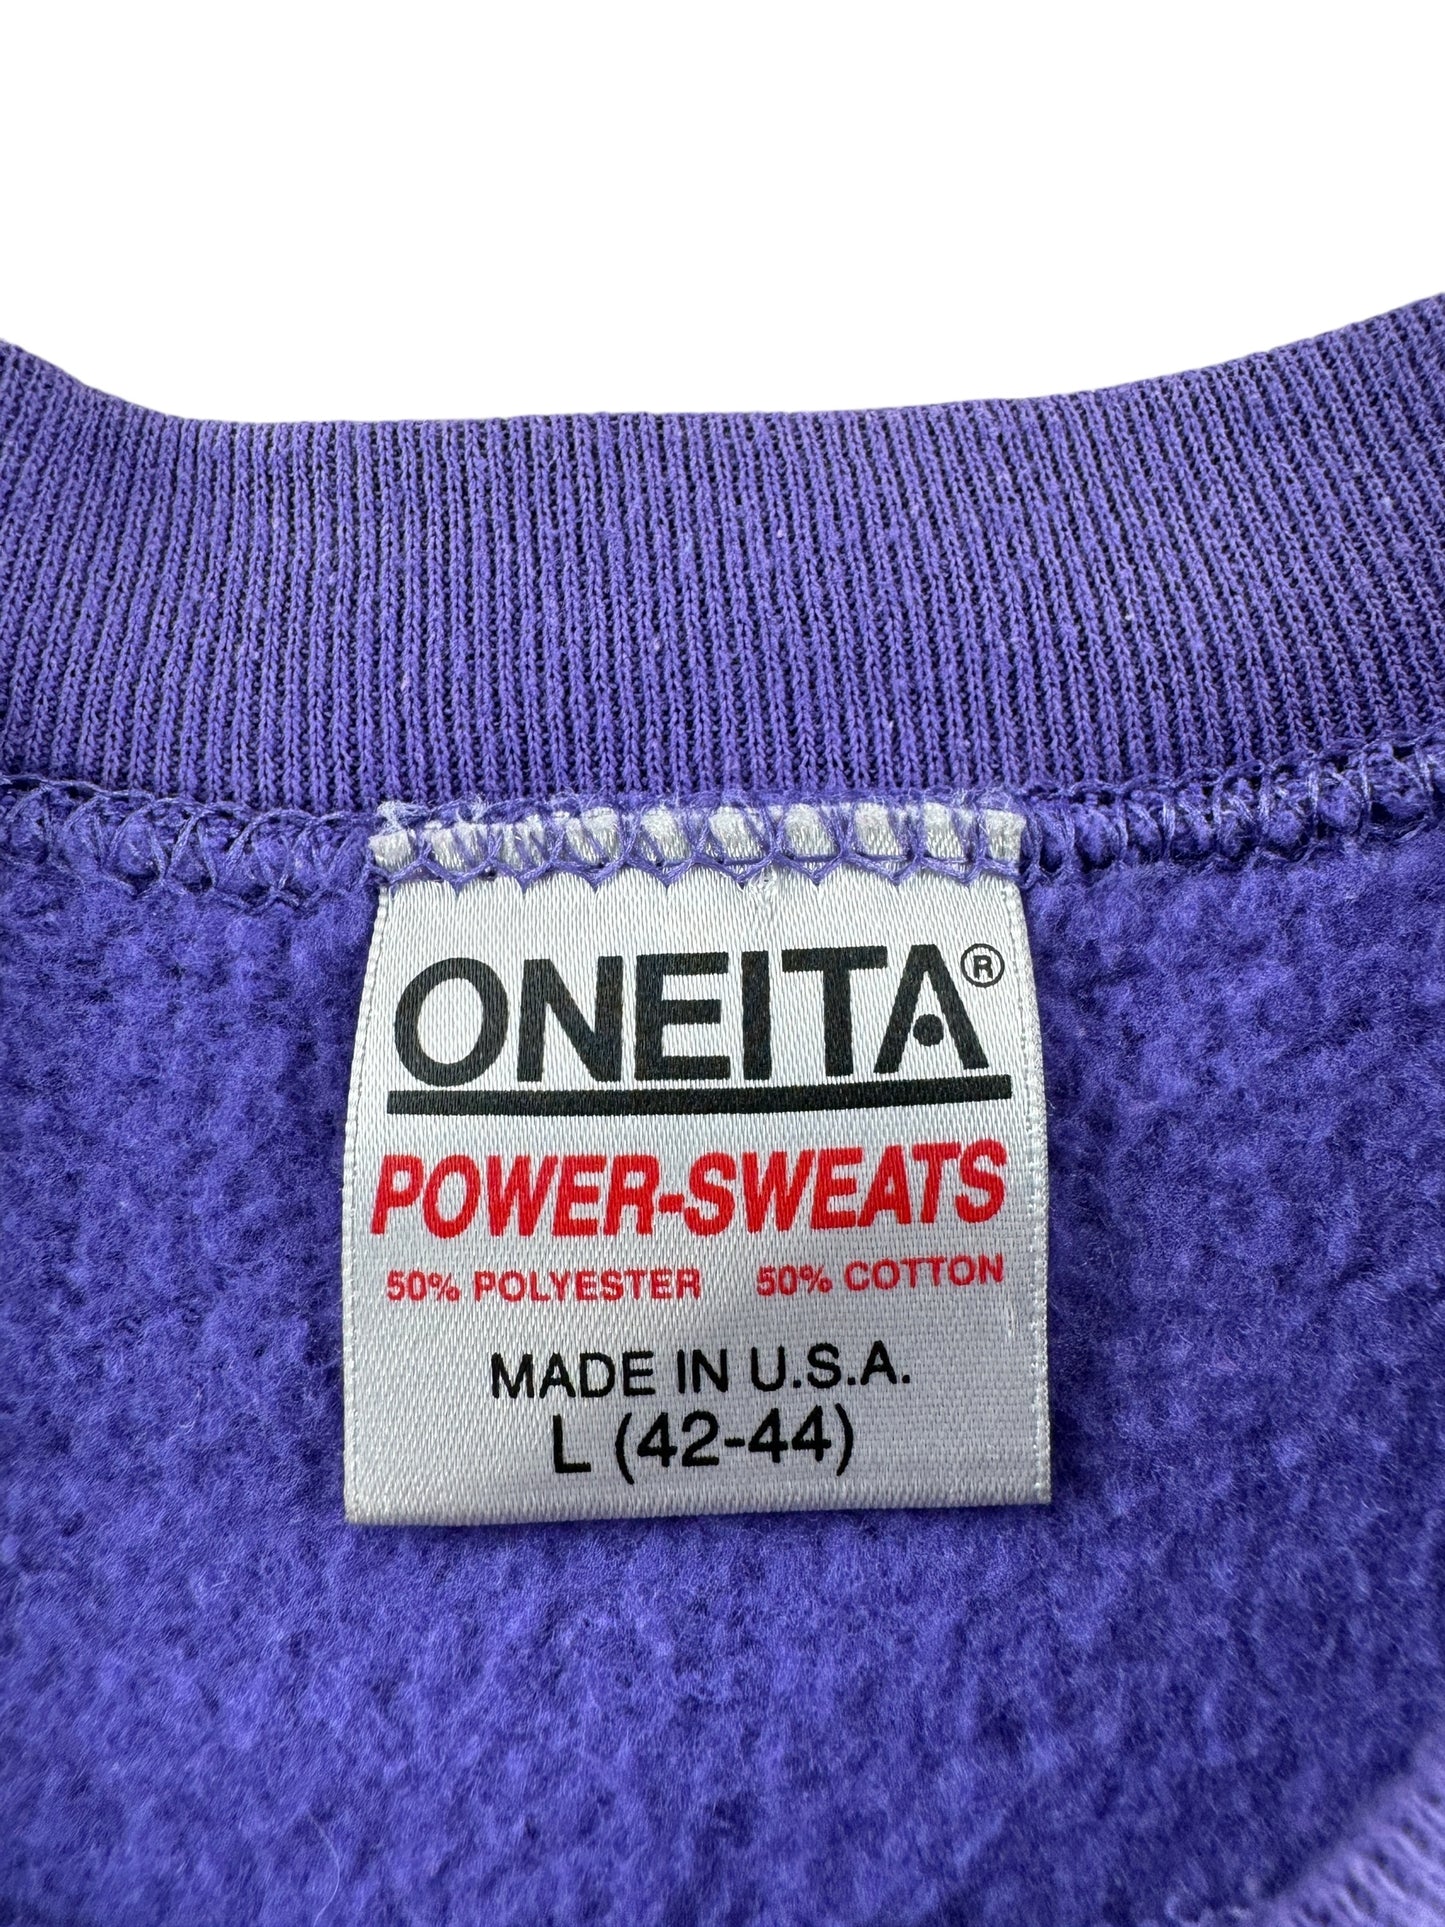 ONEITA®
POWER-SWEATS
50% POLYESTER 50% COTTON
MADE IN U.S.A.
L (42-44)